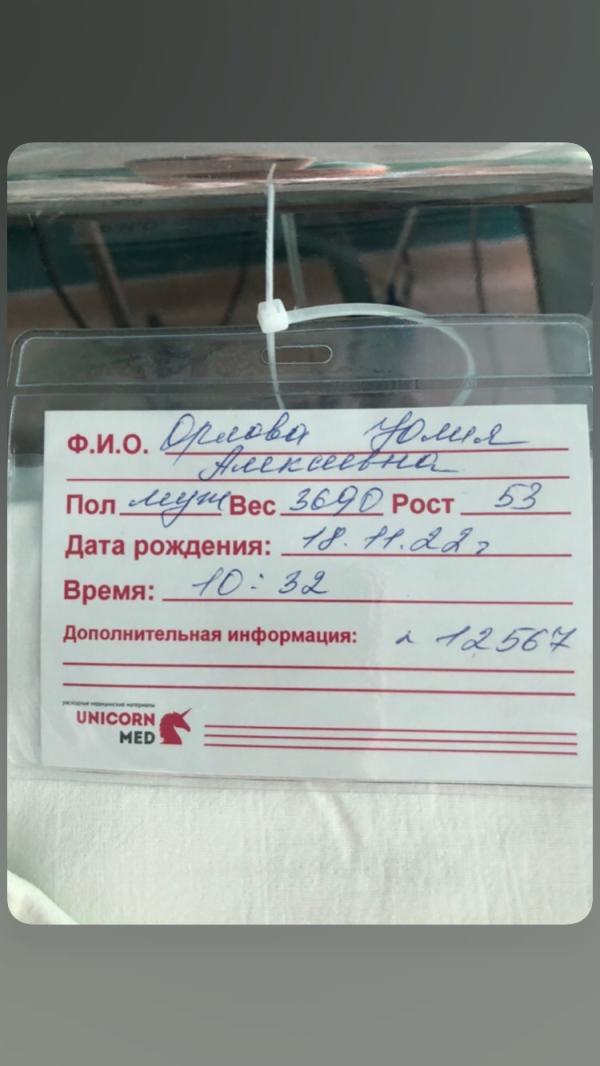 Ф.И.О. Орлова Юлия
Алексеевна
Пол муж Вес 3690 Рост 53
Дата рождения: 18.11.22г
Время: 10:32
Дополнительная информация: 12567
расходные медицинские материалы
UNICORN
MED